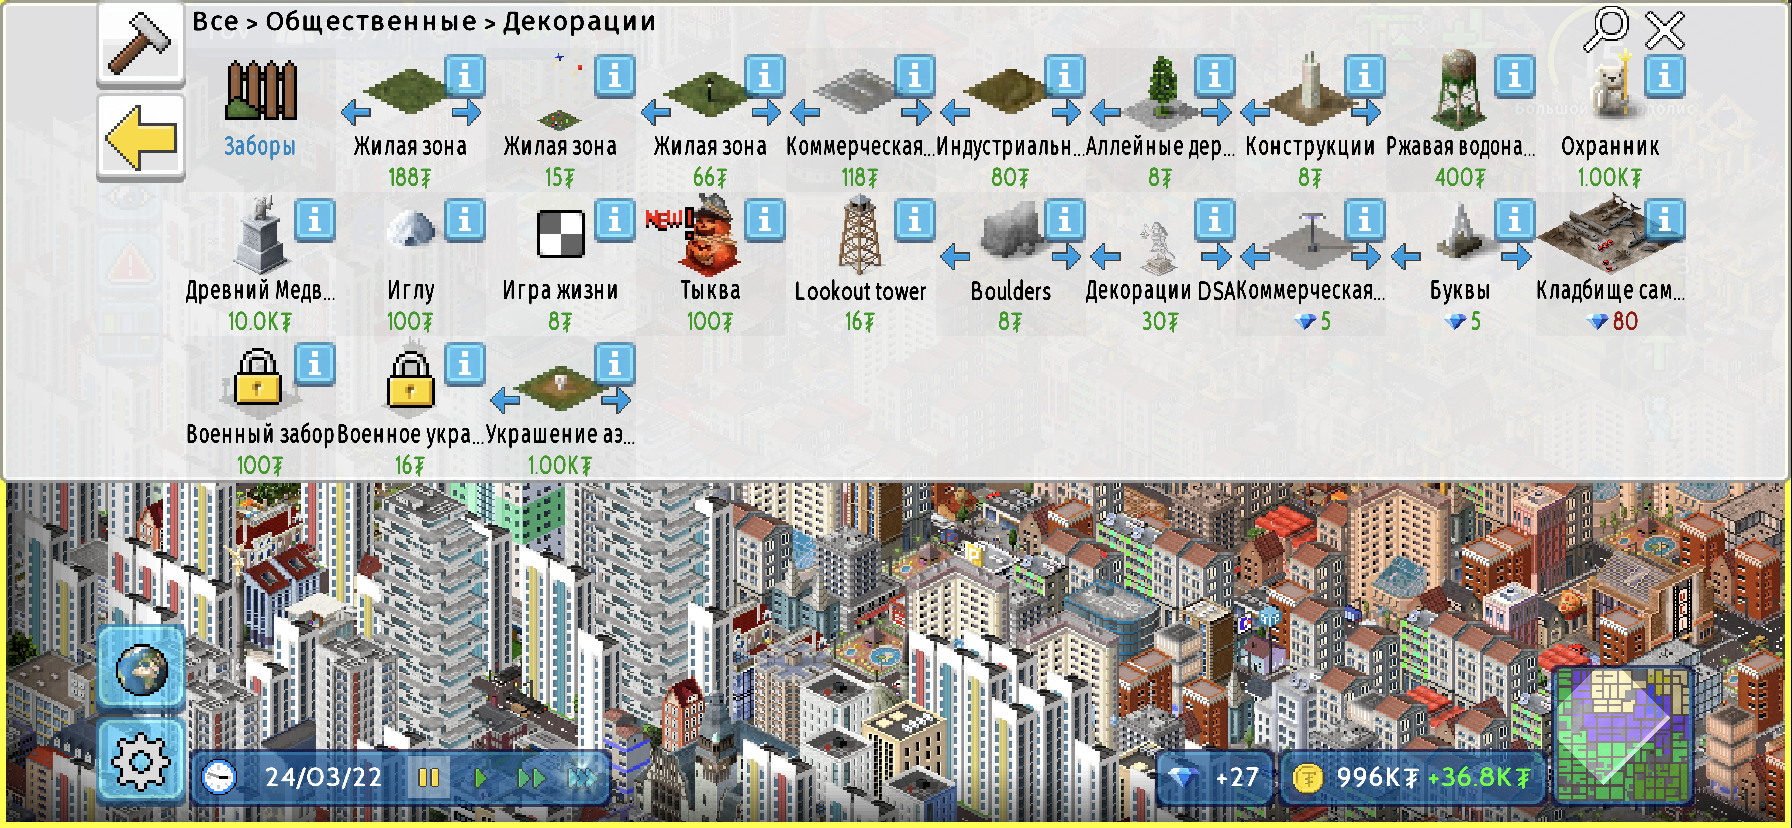 Все > Общественные > Декорации
Заборы
Жилая зона
188₮
Жилая зона
15₮
Жилая зона
66₮
Коммерческая...
118₮
Индустриальн...
80₮
Аллейные дер...
8₮
Конструкции
8₮
Ржавая водона...
400₮
Охранник
1.00K₮
Древний Медв...
10.0K₮
Иглу
100₮
Игра жизни
8₮
NEW!
Тыква
100₮
Lookout tower
16₮
Boulders
8₮
Декорации DSA
30₮
Коммерческая...
5
Буквы
5
Кладбище сам...
80
Военный забор
100₮
Военное укра...
16₮
Украшение аэ...
1.00K₮
24/03/22
+27
996K₮ +36.8K₮